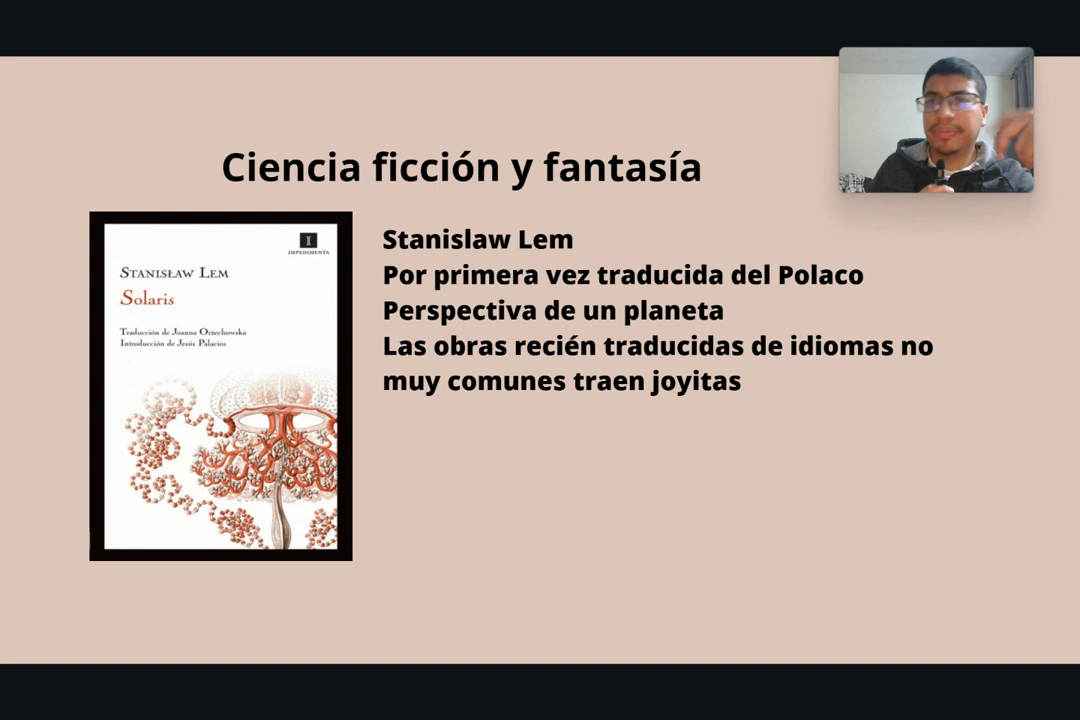 Ciencia ficción y fantasía
Stanislaw Lem
Por primera vez traducida del Polaco
Perspectiva de un planeta
Las obras recién traducidas de idiomas no
muy comunes traen joyitas
I
IMPEDIMENTA
STANISŁAW LEM
Solaris
Traducción de Joanna Orzechowska
Introducción de Jesús Palacios